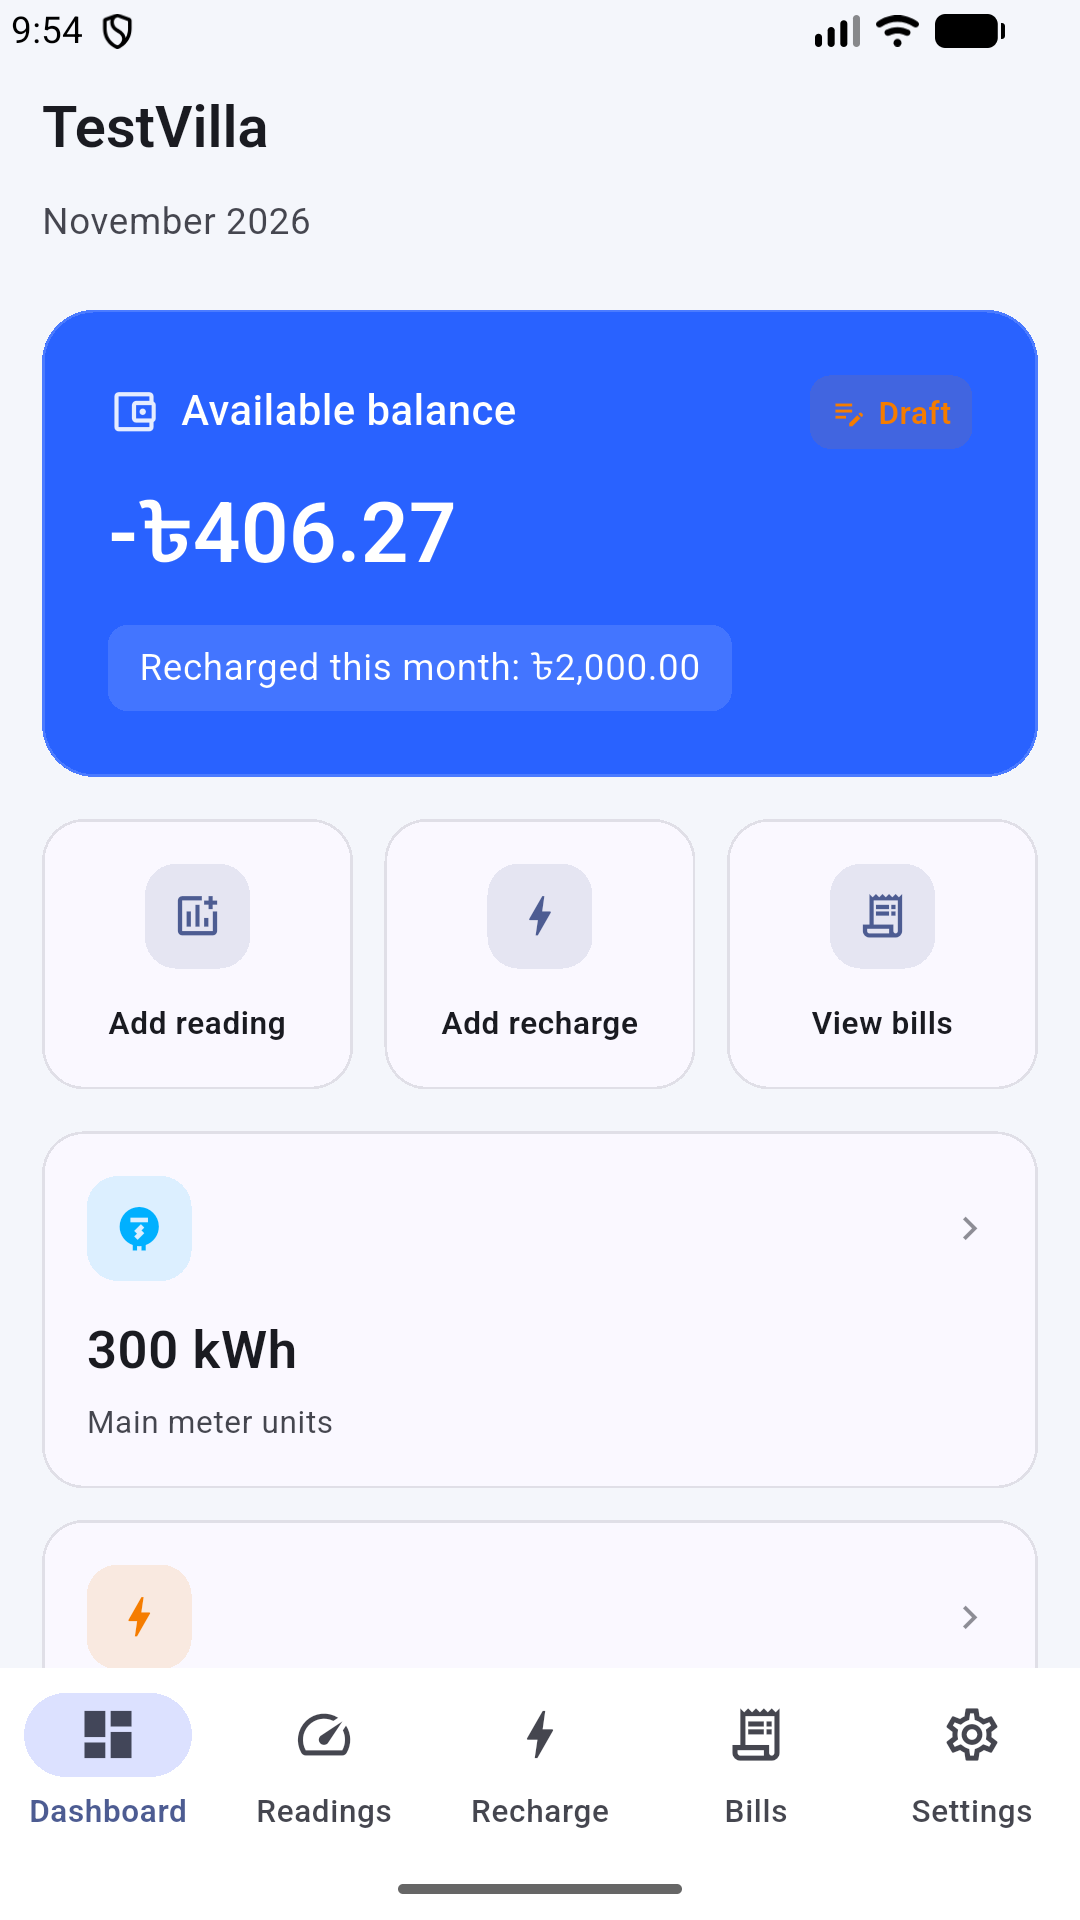 9:54
TestVilla
November 2026
Available balance
Draft
-৳406.27
Recharged this month: ৳2,000.00
Add reading
Add recharge
View bills
300 kWh
Main meter units
Dashboard
Readings
Recharge
Bills
Settings